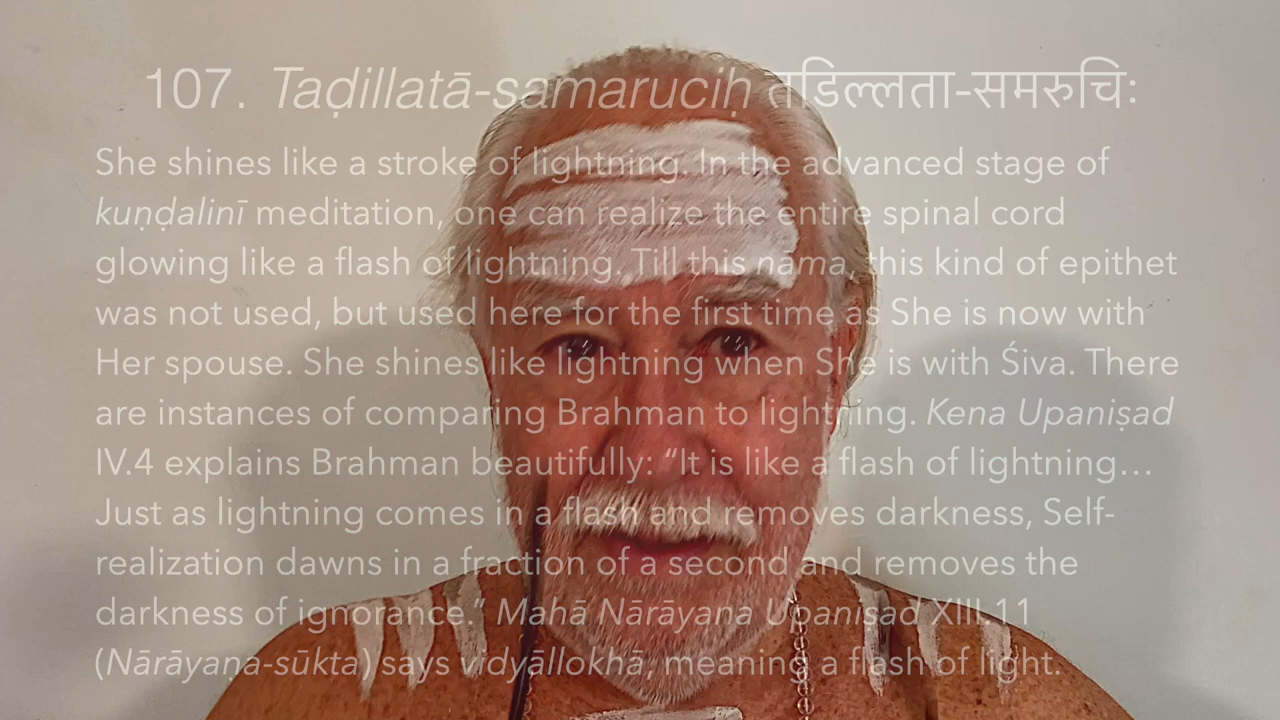 107. Taḍillatā-samaruciḥ तडिल्लता-समरुचिः
She shines like a stroke of lightning. In the advanced stage of
kuṇḍalinī meditation, one can realize the entire spinal cord
glowing like a flash of lightning. Till this nama, this kind of epithet
was not used, but used here for the first time as She is now with
Her spouse. She shines like lightning when She is with Śiva. There
are instances of comparing Brahman to lightning. Kena Upaniṣad
IV.4 explains Brahman beautifully: “It is like a flash of lightning…
Just as lightning comes in a flash and removes darkness, Self-
realization dawns in a fraction of a second and removes the
darkness of ignorance.” Mahā Nārāyaṇa Upaniṣad XIII.11
(Nārāyaṇa-sūkta) says vidyāllokhā, meaning a flash of light.